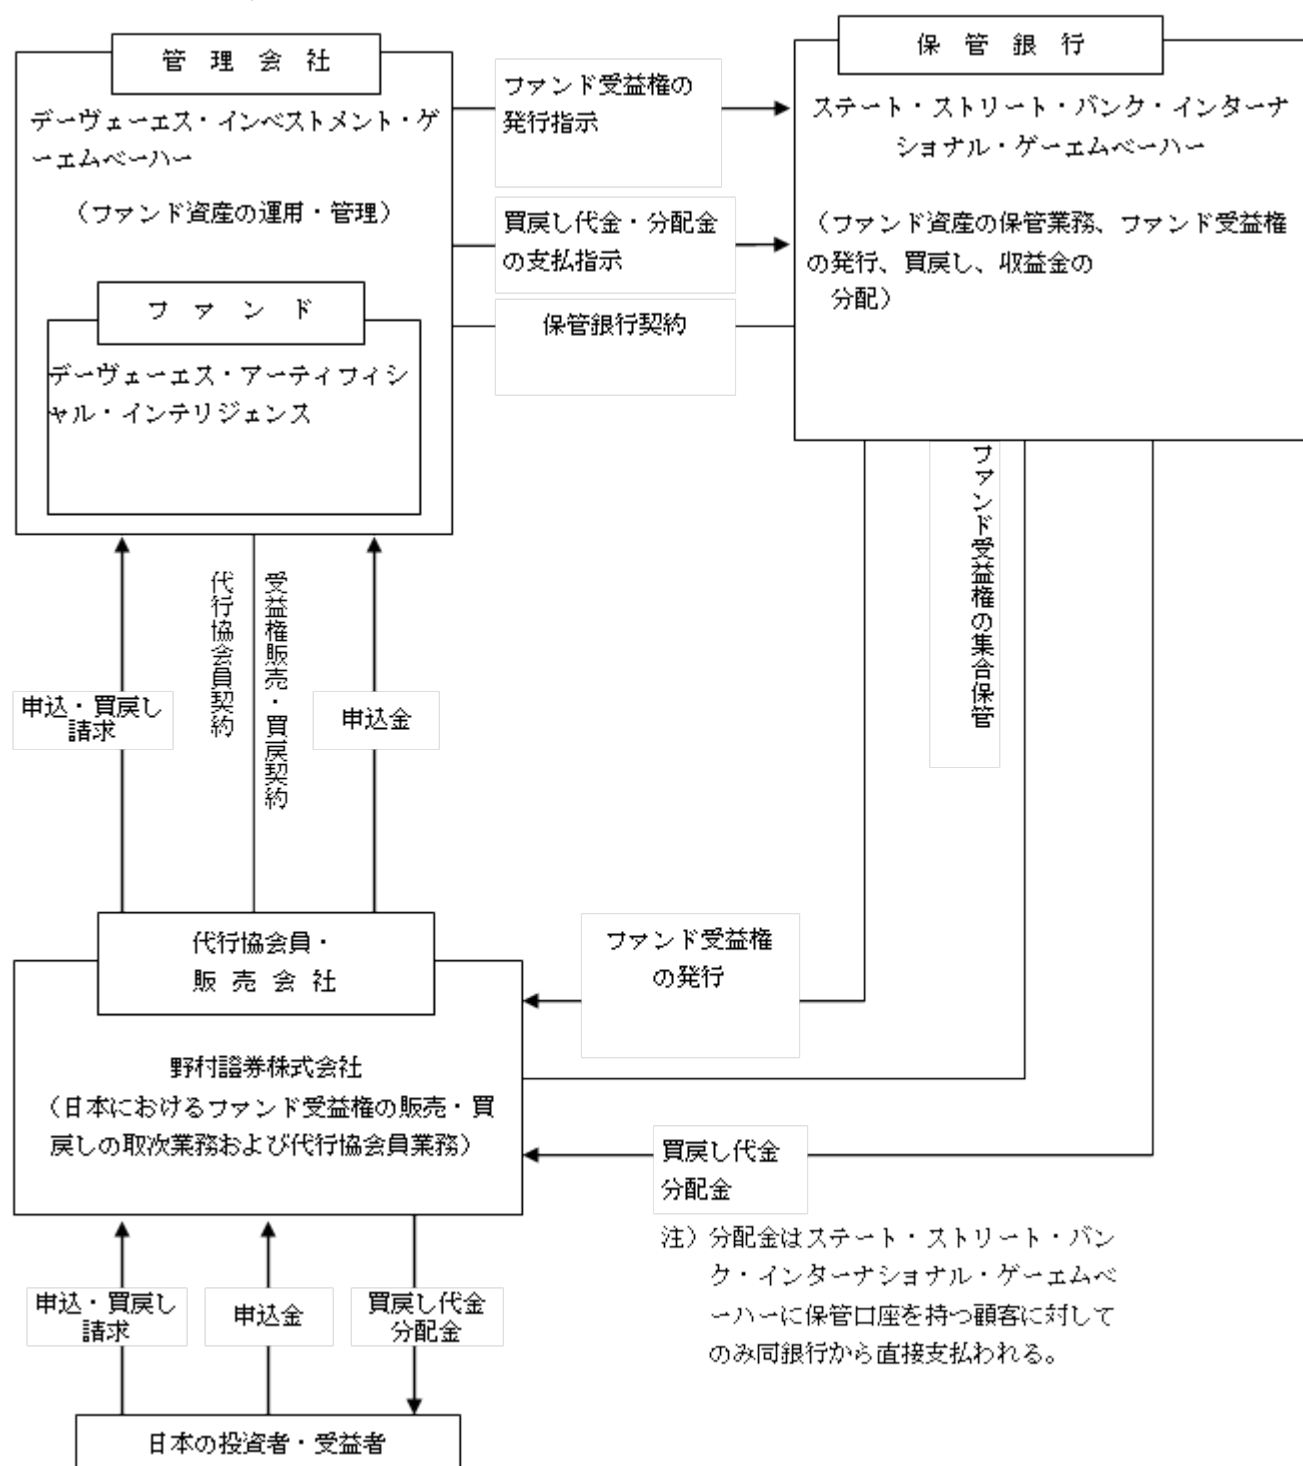 管 理 会 社
デーヴェーエス・インベストメント・ゲ
ーエムベーハー
（ファンド資産の運用・管理）
ファンド
デーヴェーエス・アーティフィシ
ャル・インテリジェンス
ファンド受益権の
発行指示
買戻し代金・分配金
の支払指示
保管銀行契約
保 管 銀 行
ステート・ストリート・バンク・インターナ
ショナル・ゲーエムベーハー
（ファンド資産の保管業務、ファンド受益権
の発行、買戻し、収益金の
分配）
申込・買戻し
請求
代行協会員契約
受益権販売・買戻契約
申込金
ファンド受益権の集合保管
代行協会員・
販 売 会 社
野村證券株式会社
（日本におけるファンド受益権の販売・買
戻しの取次業務および代行協会員業務）
ファンド受益権
の発行
買戻し代金
分配金
注）分配金はステート・ストリート・バン
ク・インターナショナル・ゲーエムベ
ーハーに保管口座を持つ顧客に対して
のみ同銀行から直接支払われる。
申込・買戻し
請求
申込金
買戻し代金
分配金
日本の投資者・受益者